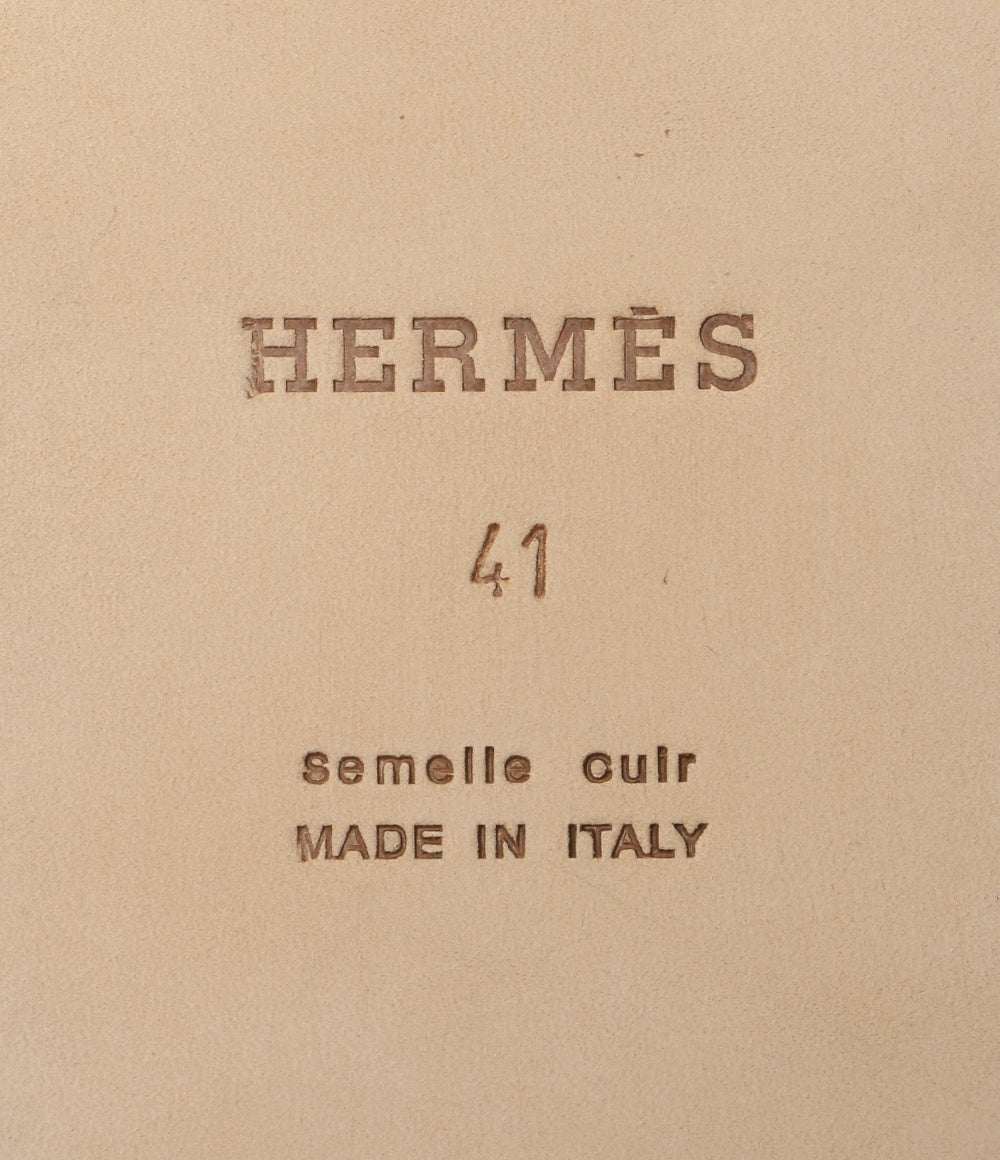 HERMÈS
41
semelle cuir
MADE IN ITALY